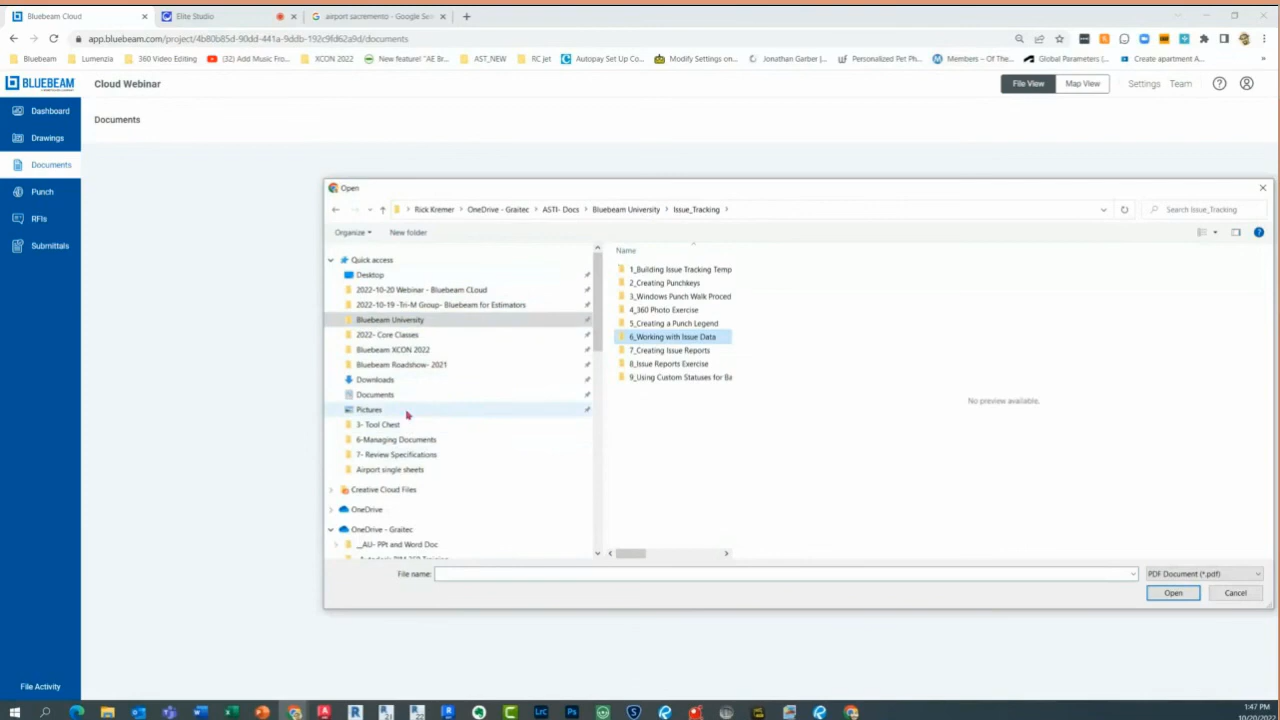 Bluebeam Cloud
Elite Studio
airport sacremento - Google Se
app.bluebeam.com/project/4b80b85d-90dd-441a-9ddb-192c9fd62a9d/documents
Bluebeam
Lumenzia
360 Video Editing
(32) Add Music Fro...
XCON 2022
New feature! "AE Br...
AST_NEW
RC jet
Autopay Set Up Co...
Modify Settings on...
Jonathan Garber |...
Personalized Pet Ph...
Members – Of The...
Global Parameters (...
Create apartment A...
BLUEBEAM
Cloud Webinar
File View
Map View
Settings
Team
Dashboard
Documents
Drawings
Documents
Punch
RFIs
Submittals
File Activity
Open
Rick Kremer > OneDrive - Graitec > ASTI- Docs > Bluebeam University > Issue_Tracking >
Search Issue_Tracking
Organize
New folder
Quick access
Desktop
2022-10-20 Webinar - Bluebeam CLoud
2022-10-19 -Tri-M Group- Bluebeam for Estimators
Bluebeam University
2022- Core Classes
Bluebeam XCON 2022
Bluebeam Roadshow- 2021
Downloads
Documents
Pictures
3- Tool Chest
6-Managing Documents
7- Review Specifications
Airport single sheets
Creative Cloud Files
OneDrive
OneDrive - Graitec
__AU- PPt and Word Doc
Name
1_Building Issue Tracking Temp
2_Creating Punchkeys
3_Windows Punch Walk Proced
4_360 Photo Exercise
5_Creating a Punch Legend
6_Working with Issue Data
7_Creating Issue Reports
8_Issue Reports Exercise
9_Using Custom Statuses for Ba
No preview available.
File name:
PDF Document (*.pdf)
Open
Cancel
1:47 PM